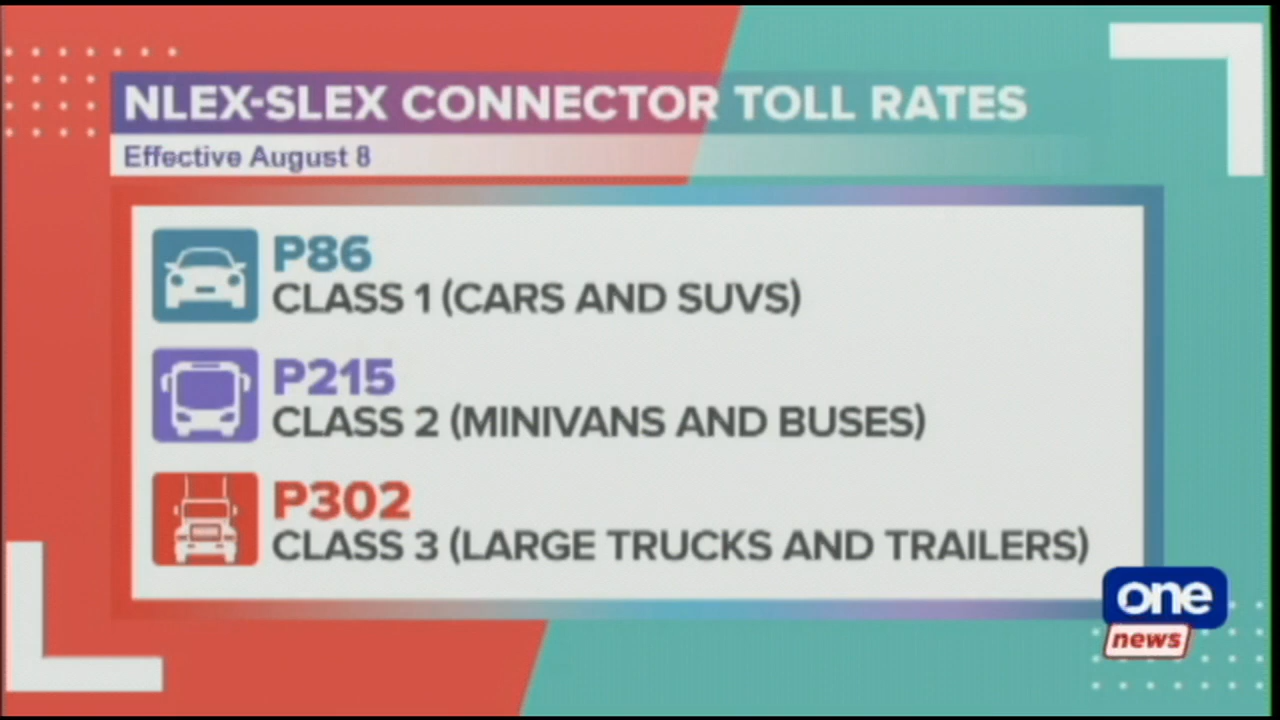 NLEX-SLEX CONNECTOR TOLL RATES
Effective August 8
P86
CLASS 1 (CARS AND SUVS)
P215
CLASS 2 (MINIVANS AND BUSES)
P302
CLASS 3 (LARGE TRUCKS AND TRAILERS)
one
news